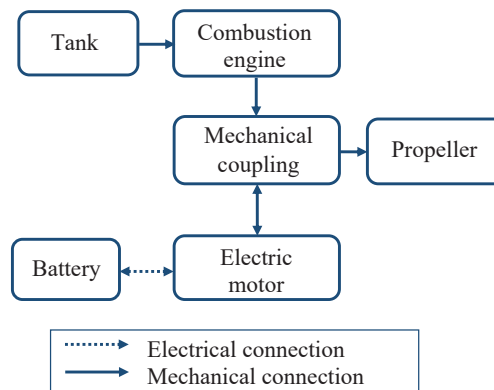 Tank
Combustion
engine
Mechanical
coupling
Propeller
Battery
Electric
motor
Electrical connection
Mechanical connection